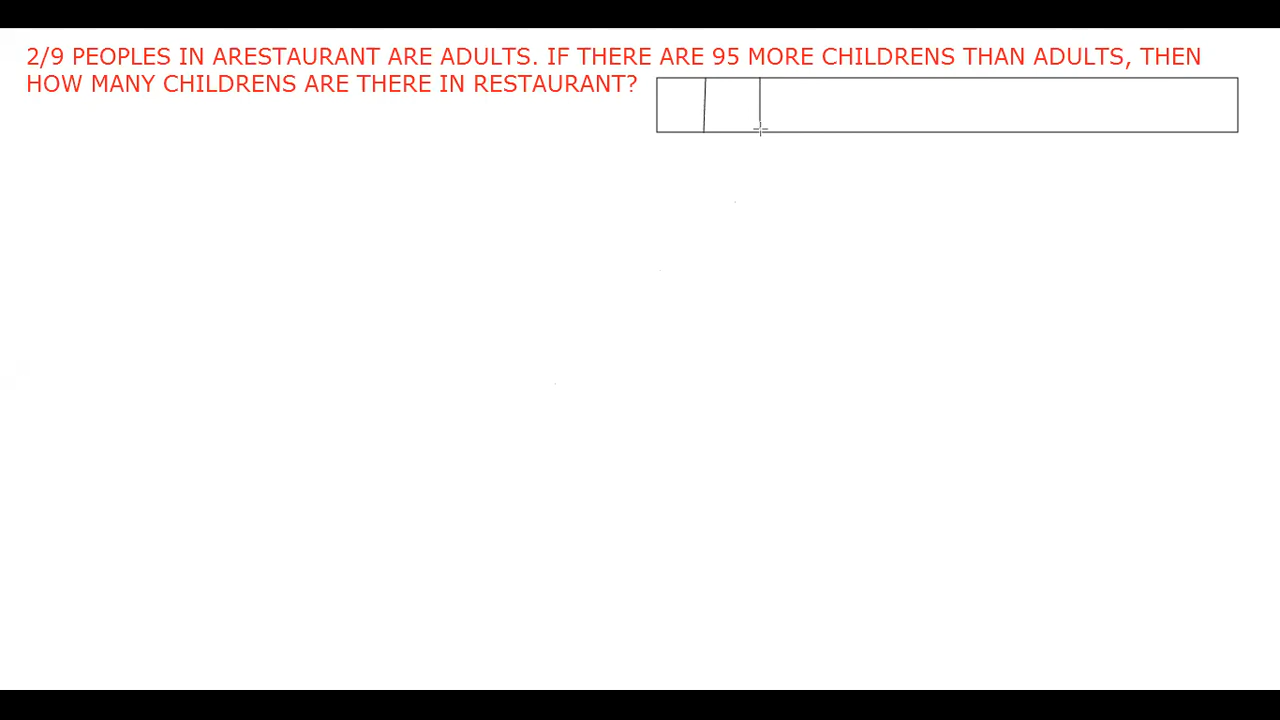 2/9 PEOPLES IN ARESTAURANT ARE ADULTS. IF THERE ARE 95 MORE CHILDRENS THAN ADULTS, THEN
HOW MANY CHILDRENS ARE THERE IN RESTAURANT?